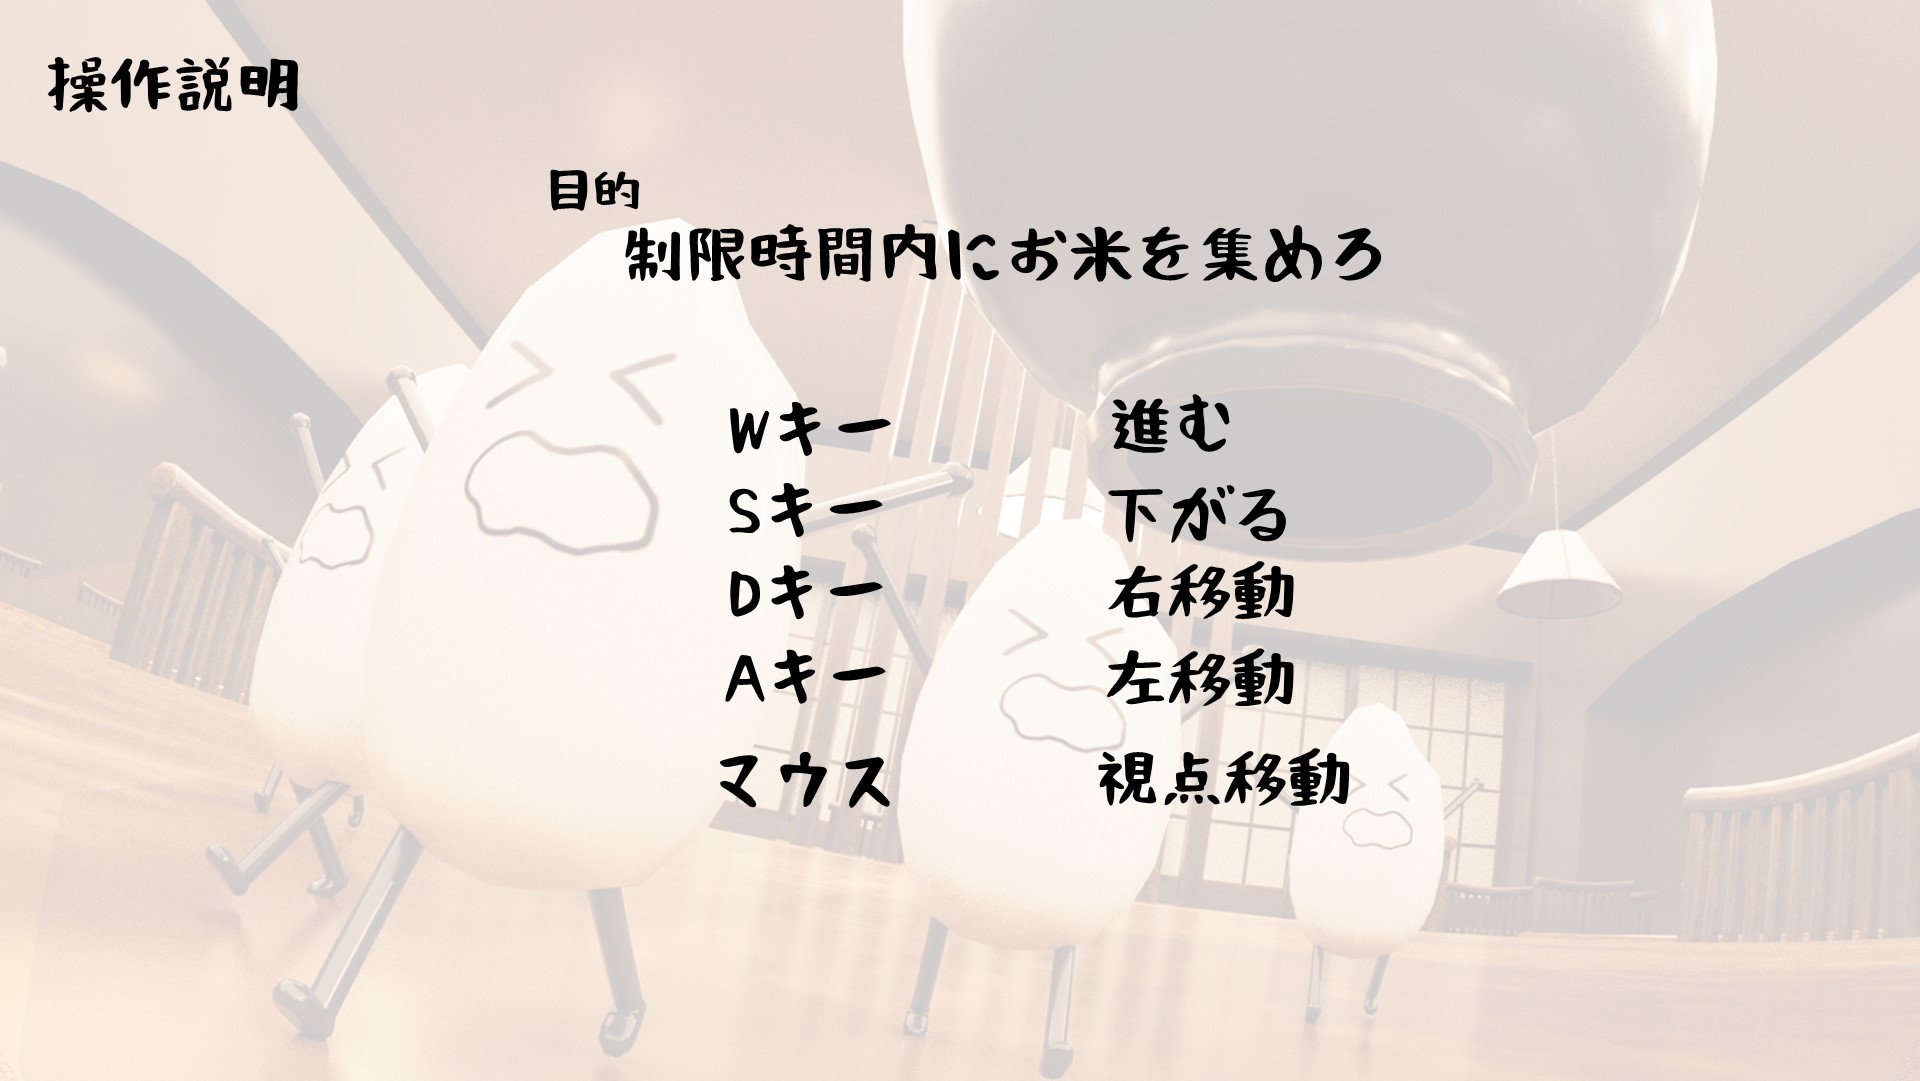 操作説明
目的
制限時間内にお米を集めろ
Wキー 進む
Sキー 下がる
Dキー 右移動
Aキー 左移動
マウス 視点移動